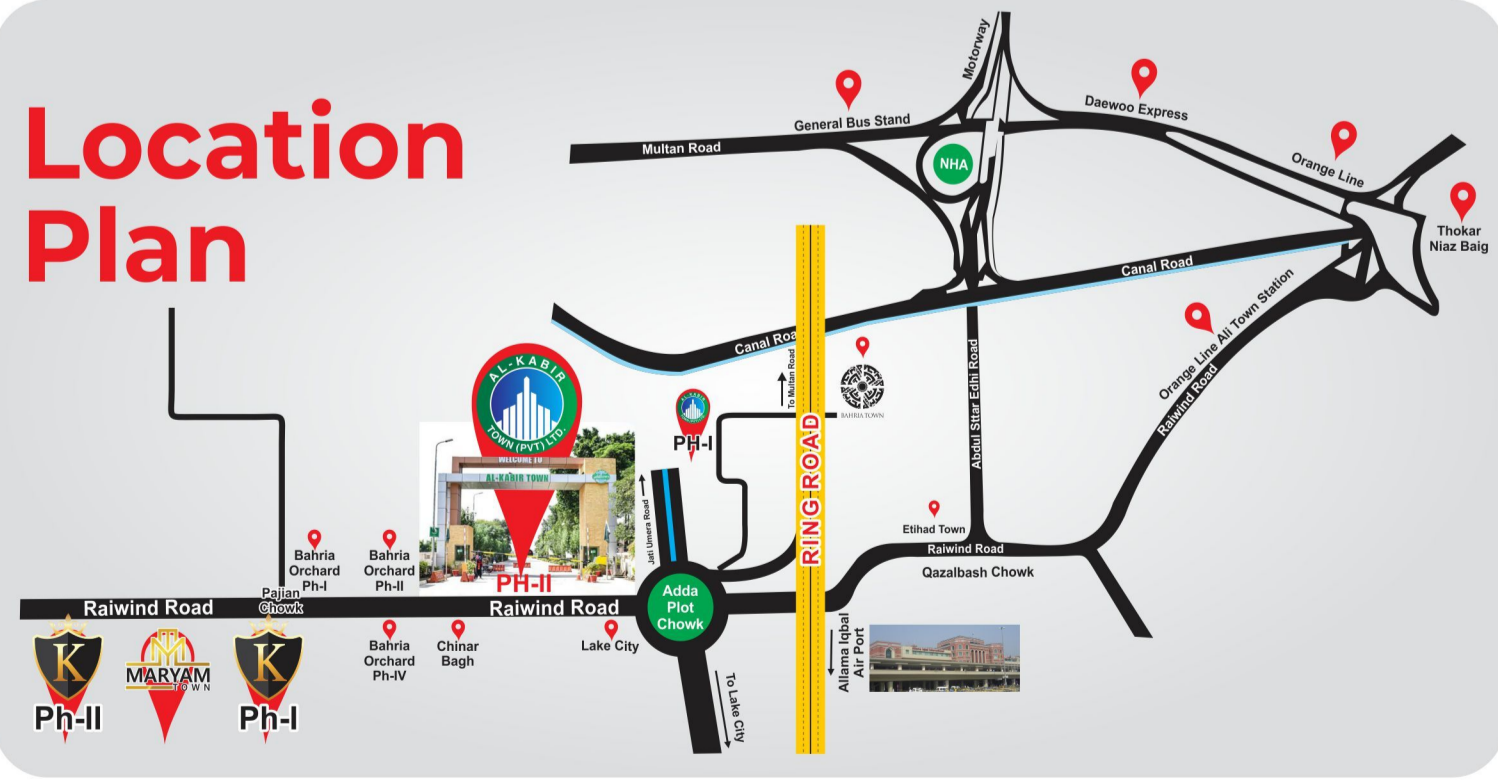 Location
Plan
Motorway
General Bus Stand
Daewoo Express
Multan Road
NHA
Orange Line
Thokar
Niaz Baig
Canal Road
Canal Roa
To Multan Road
BAHRIA TOWN
Abdul Sttar Edhi Road
Orange Line Ali Town Station
Raiwind Road
AL-KABIR
TOWN (PVT) LTD.
WELCOME TO
AL-KABIR TOWN
PH-II
PH-I
Jati Umera Road
RING ROAD
Etihad Town
Raiwind Road
Qazalbash Chowk
Bahria
Orchard
Ph-I
Bahria
Orchard
Ph-II
Pajian
Chowk
Raiwind Road
Raiwind Road
Adda
Plot
Chowk
K
Ph-II
MARYAM
TOWN
K
Ph-I
Bahria
Orchard
Ph-IV
Chinar
Bagh
Lake City
To Lake City
Allama Iqbal
Air Port